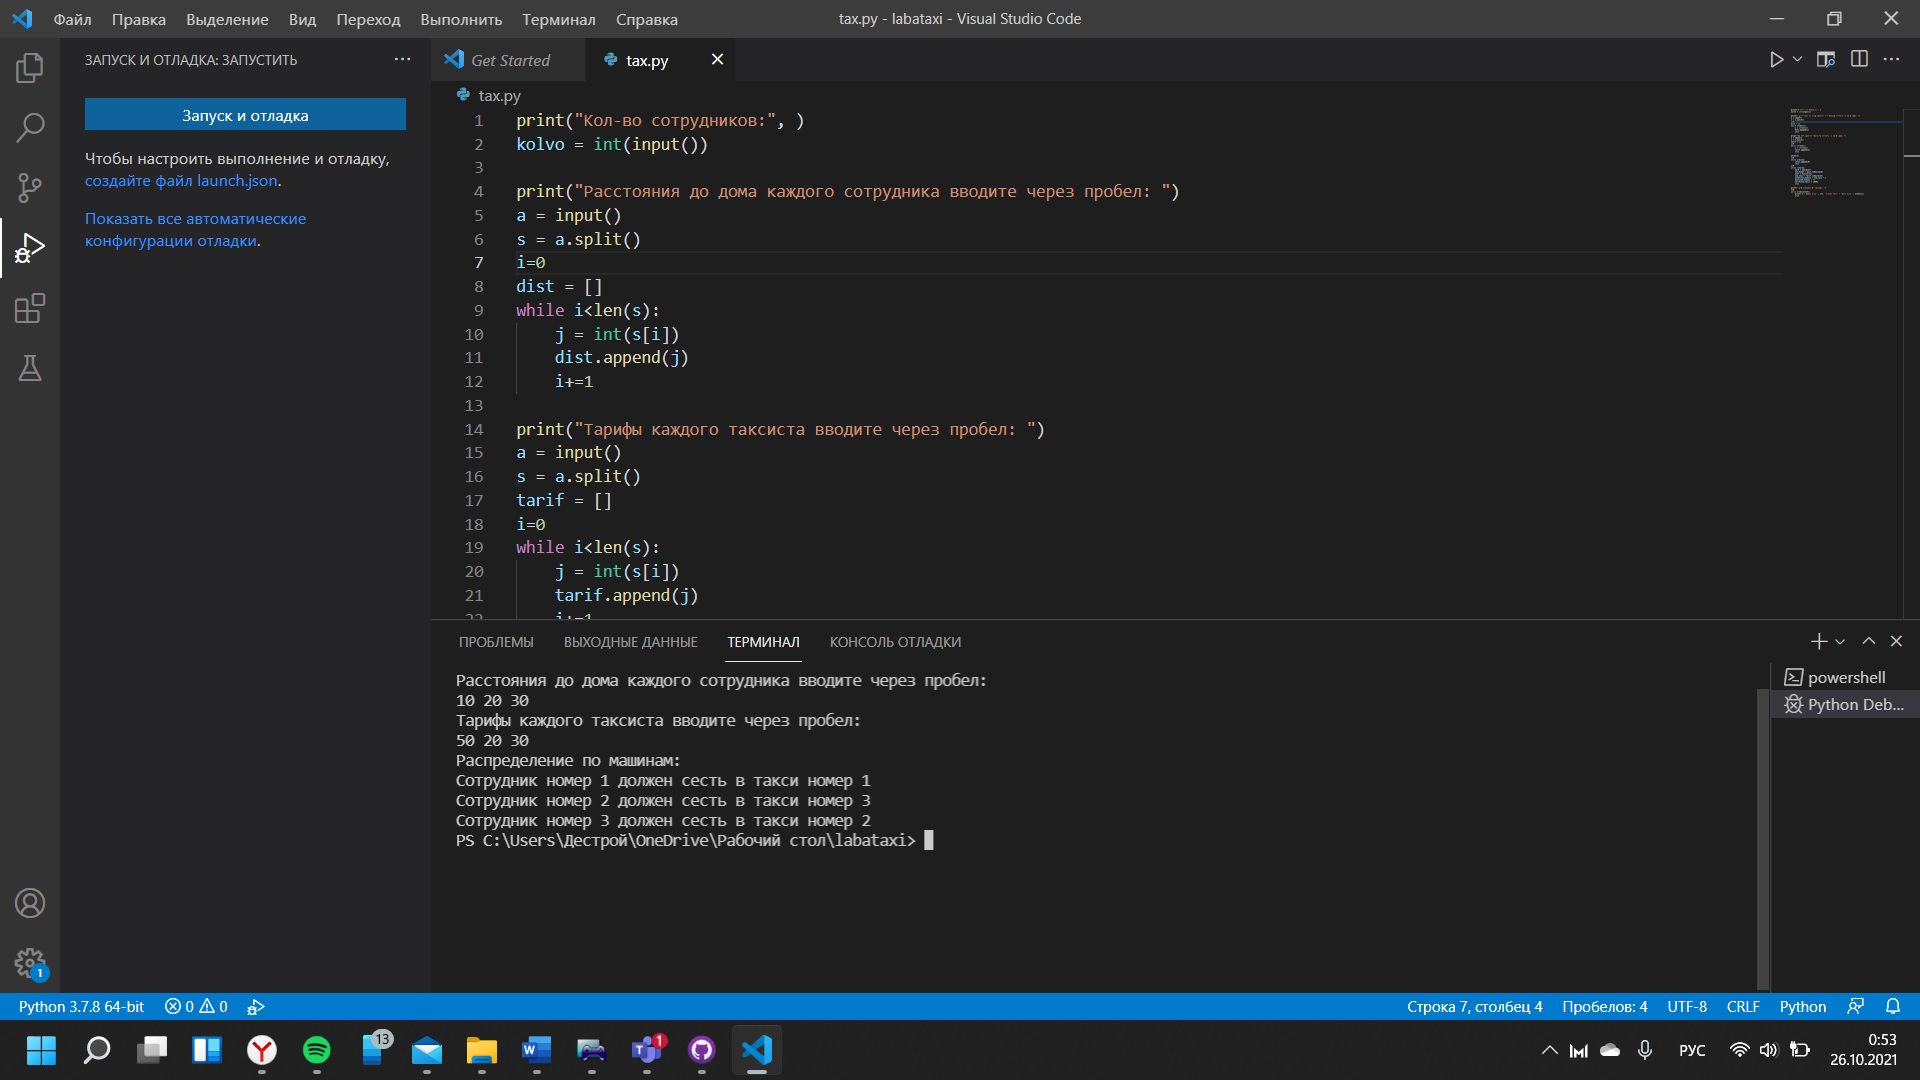 Файл Правка Выделение Вид Переход Выполнить Терминал Справка
tax.py - labataxi - Visual Studio Code
ЗАПУСК И ОТЛАДКА: ЗАПУСТИТЬ
Запуск и отладка
Чтобы настроить выполнение и отладку,
создайте файл launch.json.
Показать все автоматические
конфигурации отладки.
Get Started
tax.py
tax.py
1 print("Кол-во сотрудников:", )
2 kolvo = int(input())
3
4 print("Расстояния до дома каждого сотрудника вводите через пробел: ")
5 a = input()
6 s = a.split()
7 i=0
8 dist = []
9 while i<len(s):
10 j = int(s[i])
11 dist.append(j)
12 i+=1
13
14 print("Тарифы каждого таксиста вводите через пробел: ")
15 a = input()
16 s = a.split()
17 tarif = []
18 i=0
19 while i<len(s):
20 j = int(s[i])
21 tarif.append(j)
22 i+=1
ПРОБЛЕМЫ ВЫХОДНЫЕ ДАННЫЕ ТЕРМИНАЛ КОНСОЛЬ ОТЛАДКИ
Расстояния до дома каждого сотрудника вводите через пробел:
10 20 30
Тарифы каждого таксиста вводите через пробел:
50 20 30
Распределение по машинам:
Сотрудник номер 1 должен сесть в такси номер 1
Сотрудник номер 2 должен сесть в такси номер 3
Сотрудник номер 3 должен сесть в такси номер 2
PS C:\Users\Дестрой\OneDrive\Рабочий стол\labataxi>
powershell
Python Deb...
1
Python 3.7.8 64-bit 0 0
Строка 7, столбец 4 Пробелов: 4 UTF-8 CRLF Python
13
1
РУС
0:53
26.10.2021